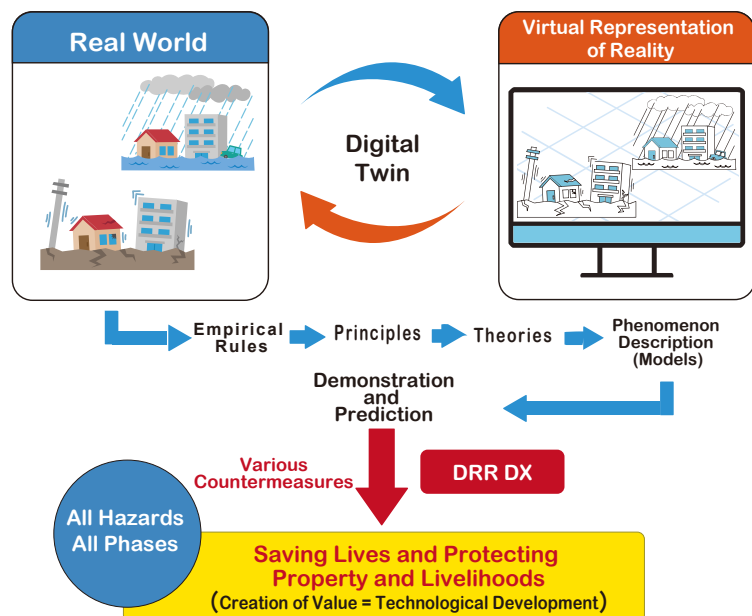 Real World
Virtual Representation
of Reality
Digital
Twin
Empirical
Rules
Principles
Theories
Phenomenon
Description
(Models)
Demonstration
and
Prediction
Various
Countermeasures
DRR DX
All Hazards
All Phases
Saving Lives and Protecting
Property and Livelihoods
(Creation of Value = Technological Development)